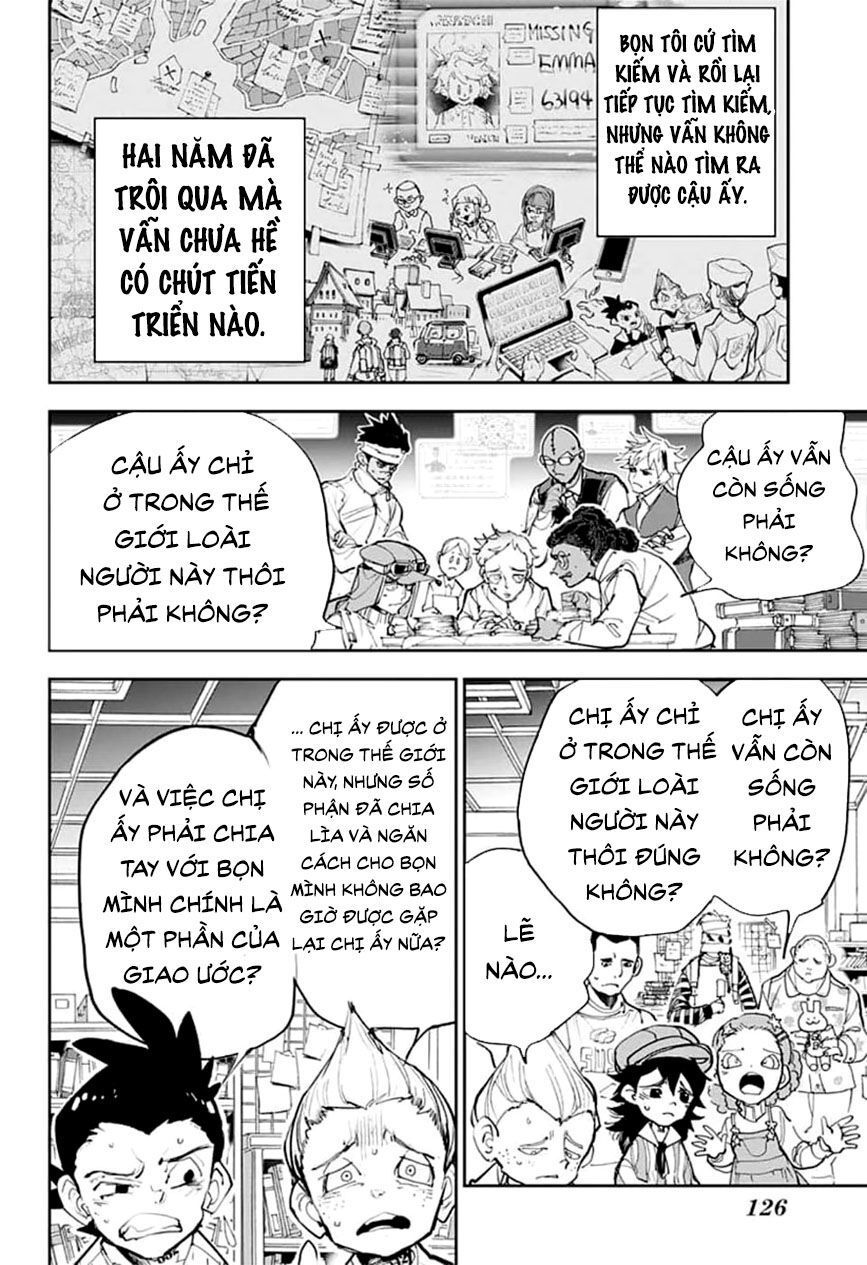 MISSING
EMMA
63194
BỌN TÔI CỨ TÌM
KIẾM VÀ RỒI LẠI
TIẾP TỤC TÌM KIẾM,
NHƯNG VẪN KHÔNG
THỂ NÀO TÌM RA
ĐƯỢC CẬU ẤY.
HAI NĂM ĐÃ
TRÔI QUA MÀ
VẪN CHƯA HỀ
CÓ CHÚT TIẾN
TRIỂN NÀO.
CẬU ẤY VẪN
CÒN SỐNG
PHẢI
KHÔNG?
CẬU ẤY CHỈ
Ở TRONG THẾ
GIỚI LOÀI
NGƯỜI NÀY THÔI
PHẢI KHÔNG?
CHỊ ẤY
VẪN CÒN
SỐNG
PHẢI
KHÔNG?
CHỊ ẤY CHỈ
Ở TRONG THẾ
GIỚI LOÀI
NGƯỜI NÀY
THÔI ĐÚNG
KHÔNG?
LẼ
NÀO...
... CHỊ ẤY ĐƯỢC Ở
TRONG THẾ GIỚI
NÀY, NHƯNG SỐ
PHẬN ĐÃ CHIA
LÌA VÀ NGĂN
CÁCH CHO BỌN
MÌNH KHÔNG BAO
GIỜ ĐƯỢC GẶP
LẠI CHỊ ẤY NỮA?
VÀ VIỆC CHỊ
ẤY PHẢI CHIA
TAY VỚI BỌN
MÌNH CHÍNH LÀ
MỘT PHẦN CỦA
GIAO ƯỚC?
126